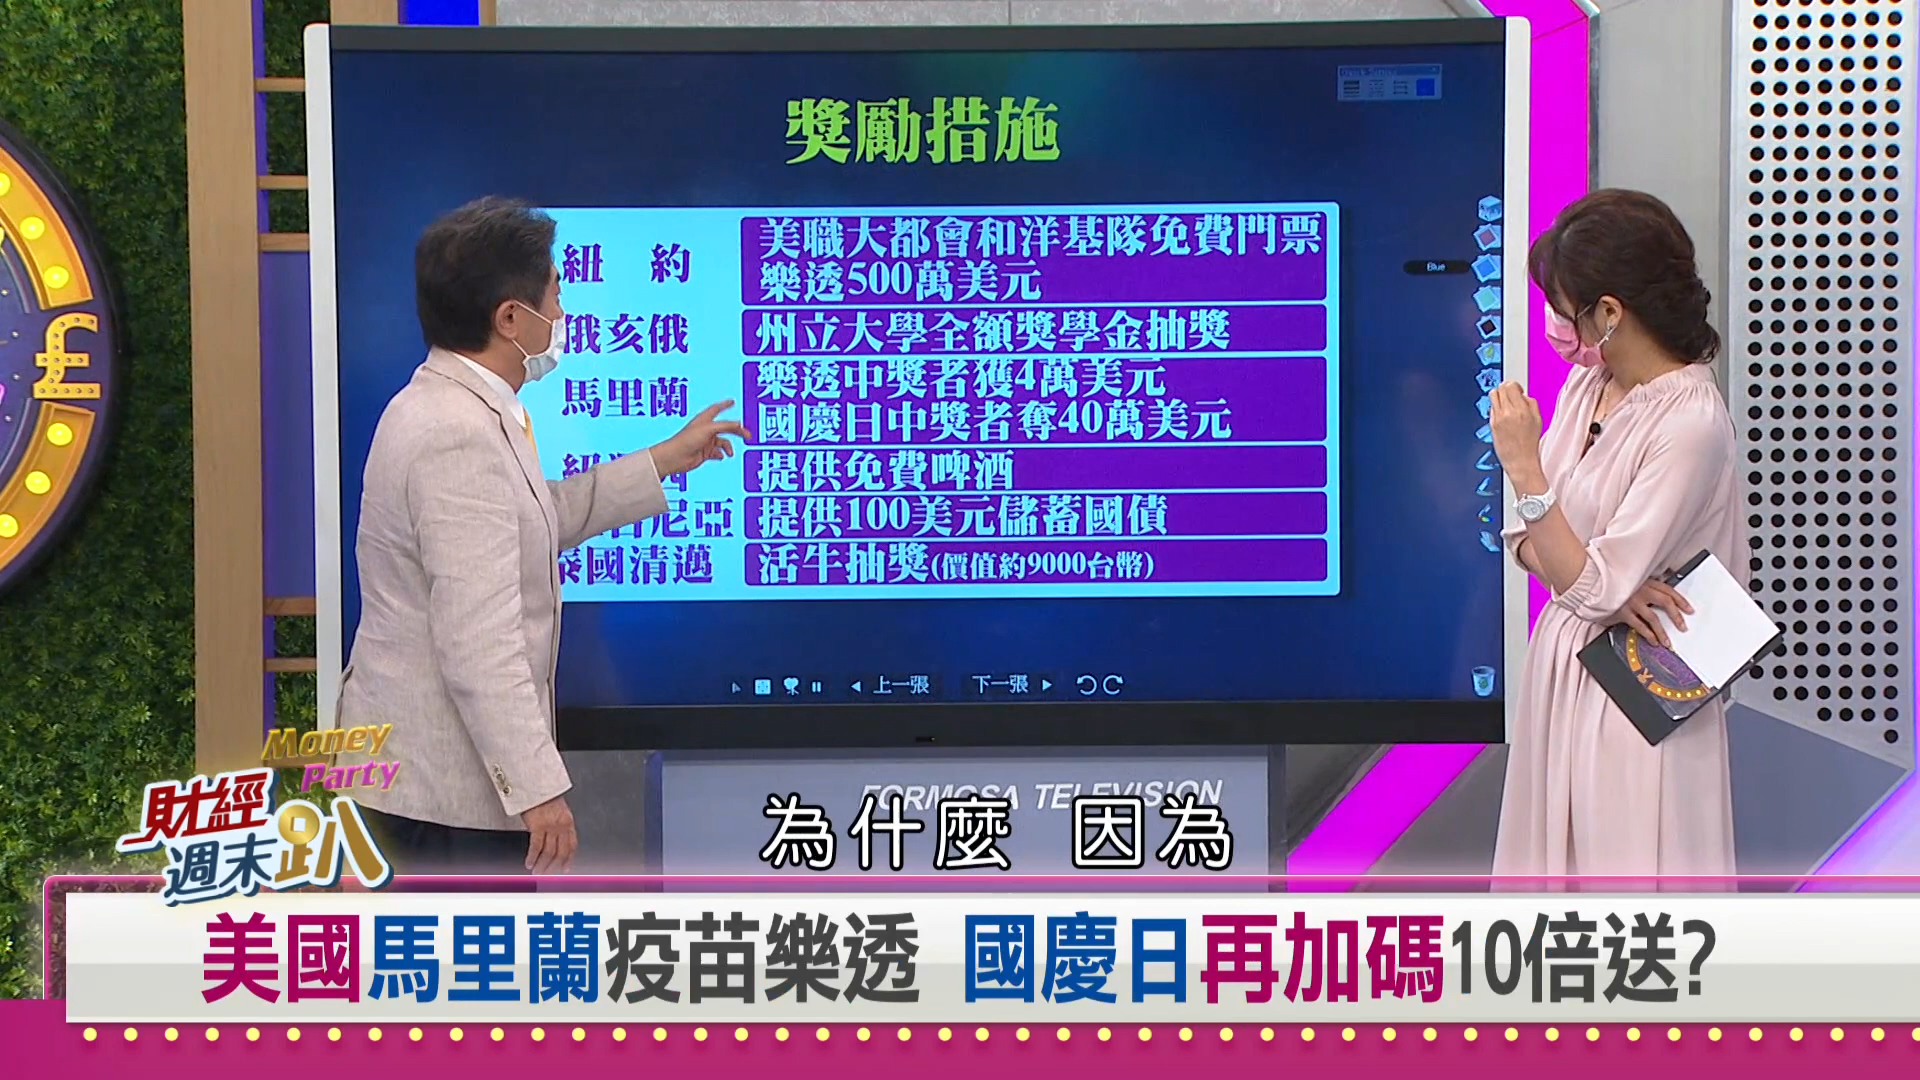 獎勵措施
紐 約
美職大都會和洋基隊免費門票
樂透500萬美元
俄亥俄
州立大學全額獎學金抽獎
馬里蘭
樂透中獎者獲4萬美元
國慶日中獎者奪40萬美元
提供免費啤酒
尼亞
提供100美元儲蓄國債
泰國清邁
活牛抽獎(價值約9000台幣)
Blue
上一張
下一張
FORMOSA TELEVISION
Money
Party
財經
週末趴
為什麼 因為
美國馬里蘭疫苗樂透 國慶日再加碼10倍送?